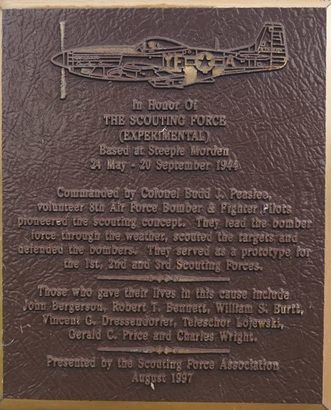 YF A
In Honor Of
THE SCOUTING FORCE
(EXPERIMENTAL)
Based at Steeple Morden
24 May - 20 September 1944
Commanded by Colonel Budd J. Peaslee,
volunteer 8th Air Force Bomber & Fighter Pilots
pioneered the scouting concept. They lead the bomber
force through the weather, scouted the targets and
defended the bombers. They served as a prototype for
the 1st, 2nd and 3rd Scouting Forces.
Those who gave their lives in this cause include
John Bergerson, Robert T. Bennett, William S. Burtt,
Vincent G. Dressendorfer, Teleschor Lojewski,
Gerald C. Price and Charles Wright.
Presented by the Scouting Force Association
August 1997